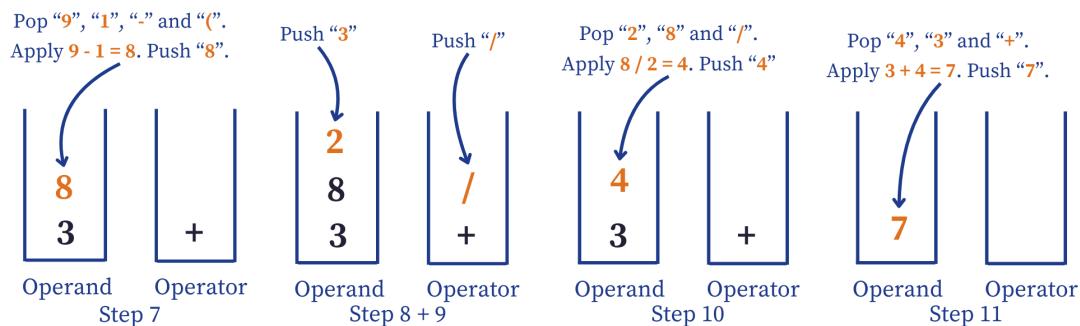 Pop “9”, “1”, “-” and “(”.
Apply 9 - 1 = 8. Push “8”.
8
3
+
Operand
Operator
Step 7
Push “3”
Push “/”
2
8
3
/
+
Operand
Operator
Step 8 + 9
Pop “2”, “8” and “/”.
Apply 8 / 2 = 4. Push “4”
4
3
+
Operand
Operator
Step 10
Pop “4”, “3” and “+”.
Apply 3 + 4 = 7. Push “7”.
7
Operand
Operator
Step 11